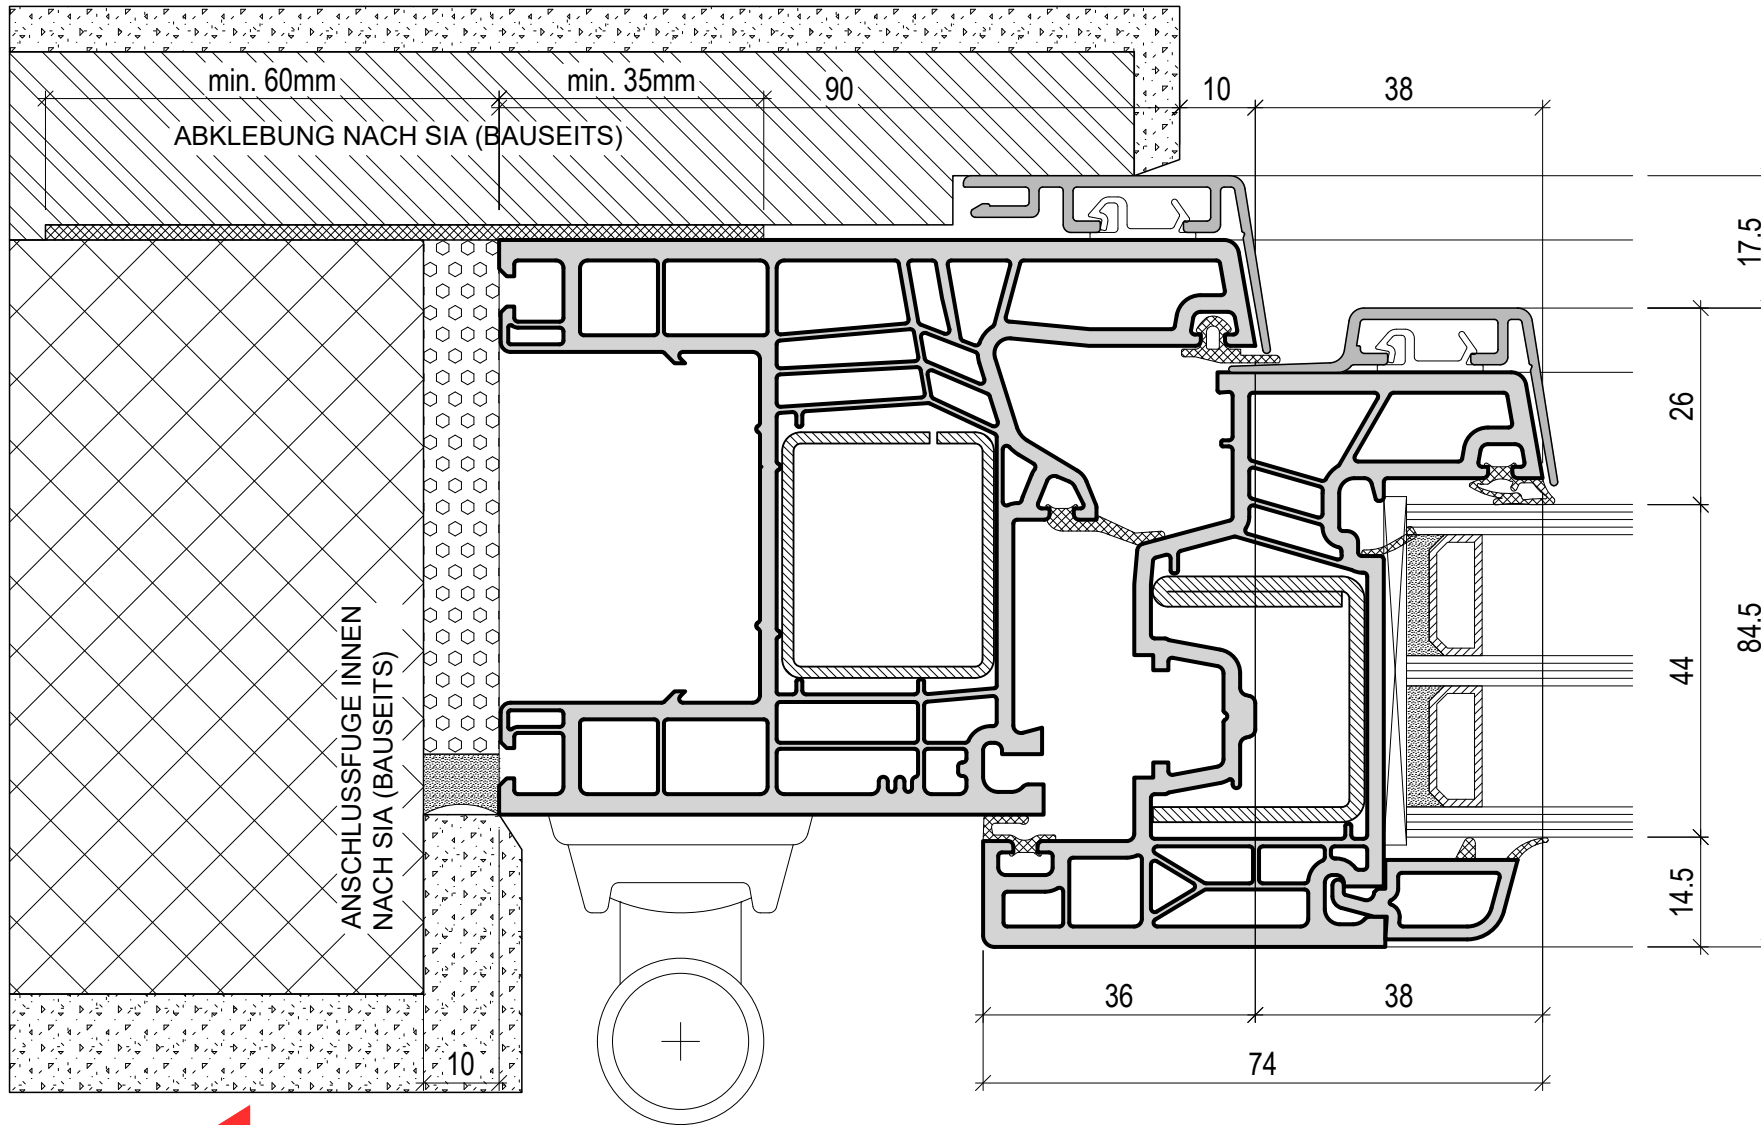 min. 60mm
min. 35mm
90
10
38
ABKLEBUNG NACH SIA (BAUSEITS)
17.5
26
84.5
44
14.5
ANSCHLUSSFUGE INNEN
NACH SIA (BAUSEITS)
36
38
10
74